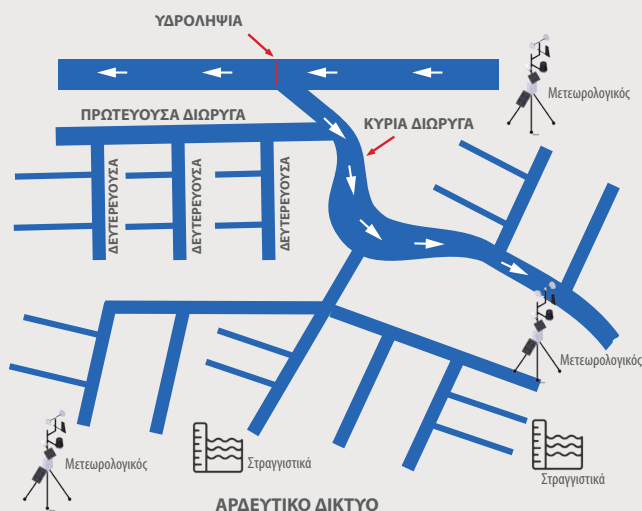 ΥΔΡΟΛΗΨΙΑ
Μετεωρολογικός
ΠΡΩΤΕΥΟΥΣΑ ΔΙΩΡΥΓΑ
ΚΥΡΙΑ ΔΙΩΡΥΓΑ
ΔΕΥΤΕΡΕΥΟΥΣΑ
ΔΕΥΤΕΡΕΥΟΥΣΑ
ΔΕΥΤΕΡΕΥΟΥΣΑ
Μετεωρολογικός
Μετεωρολογικός
Στραγγιστικά
Στραγγιστικά
ΑΡΔΕΥΤΙΚΟ ΔΙΚΤΥΟ